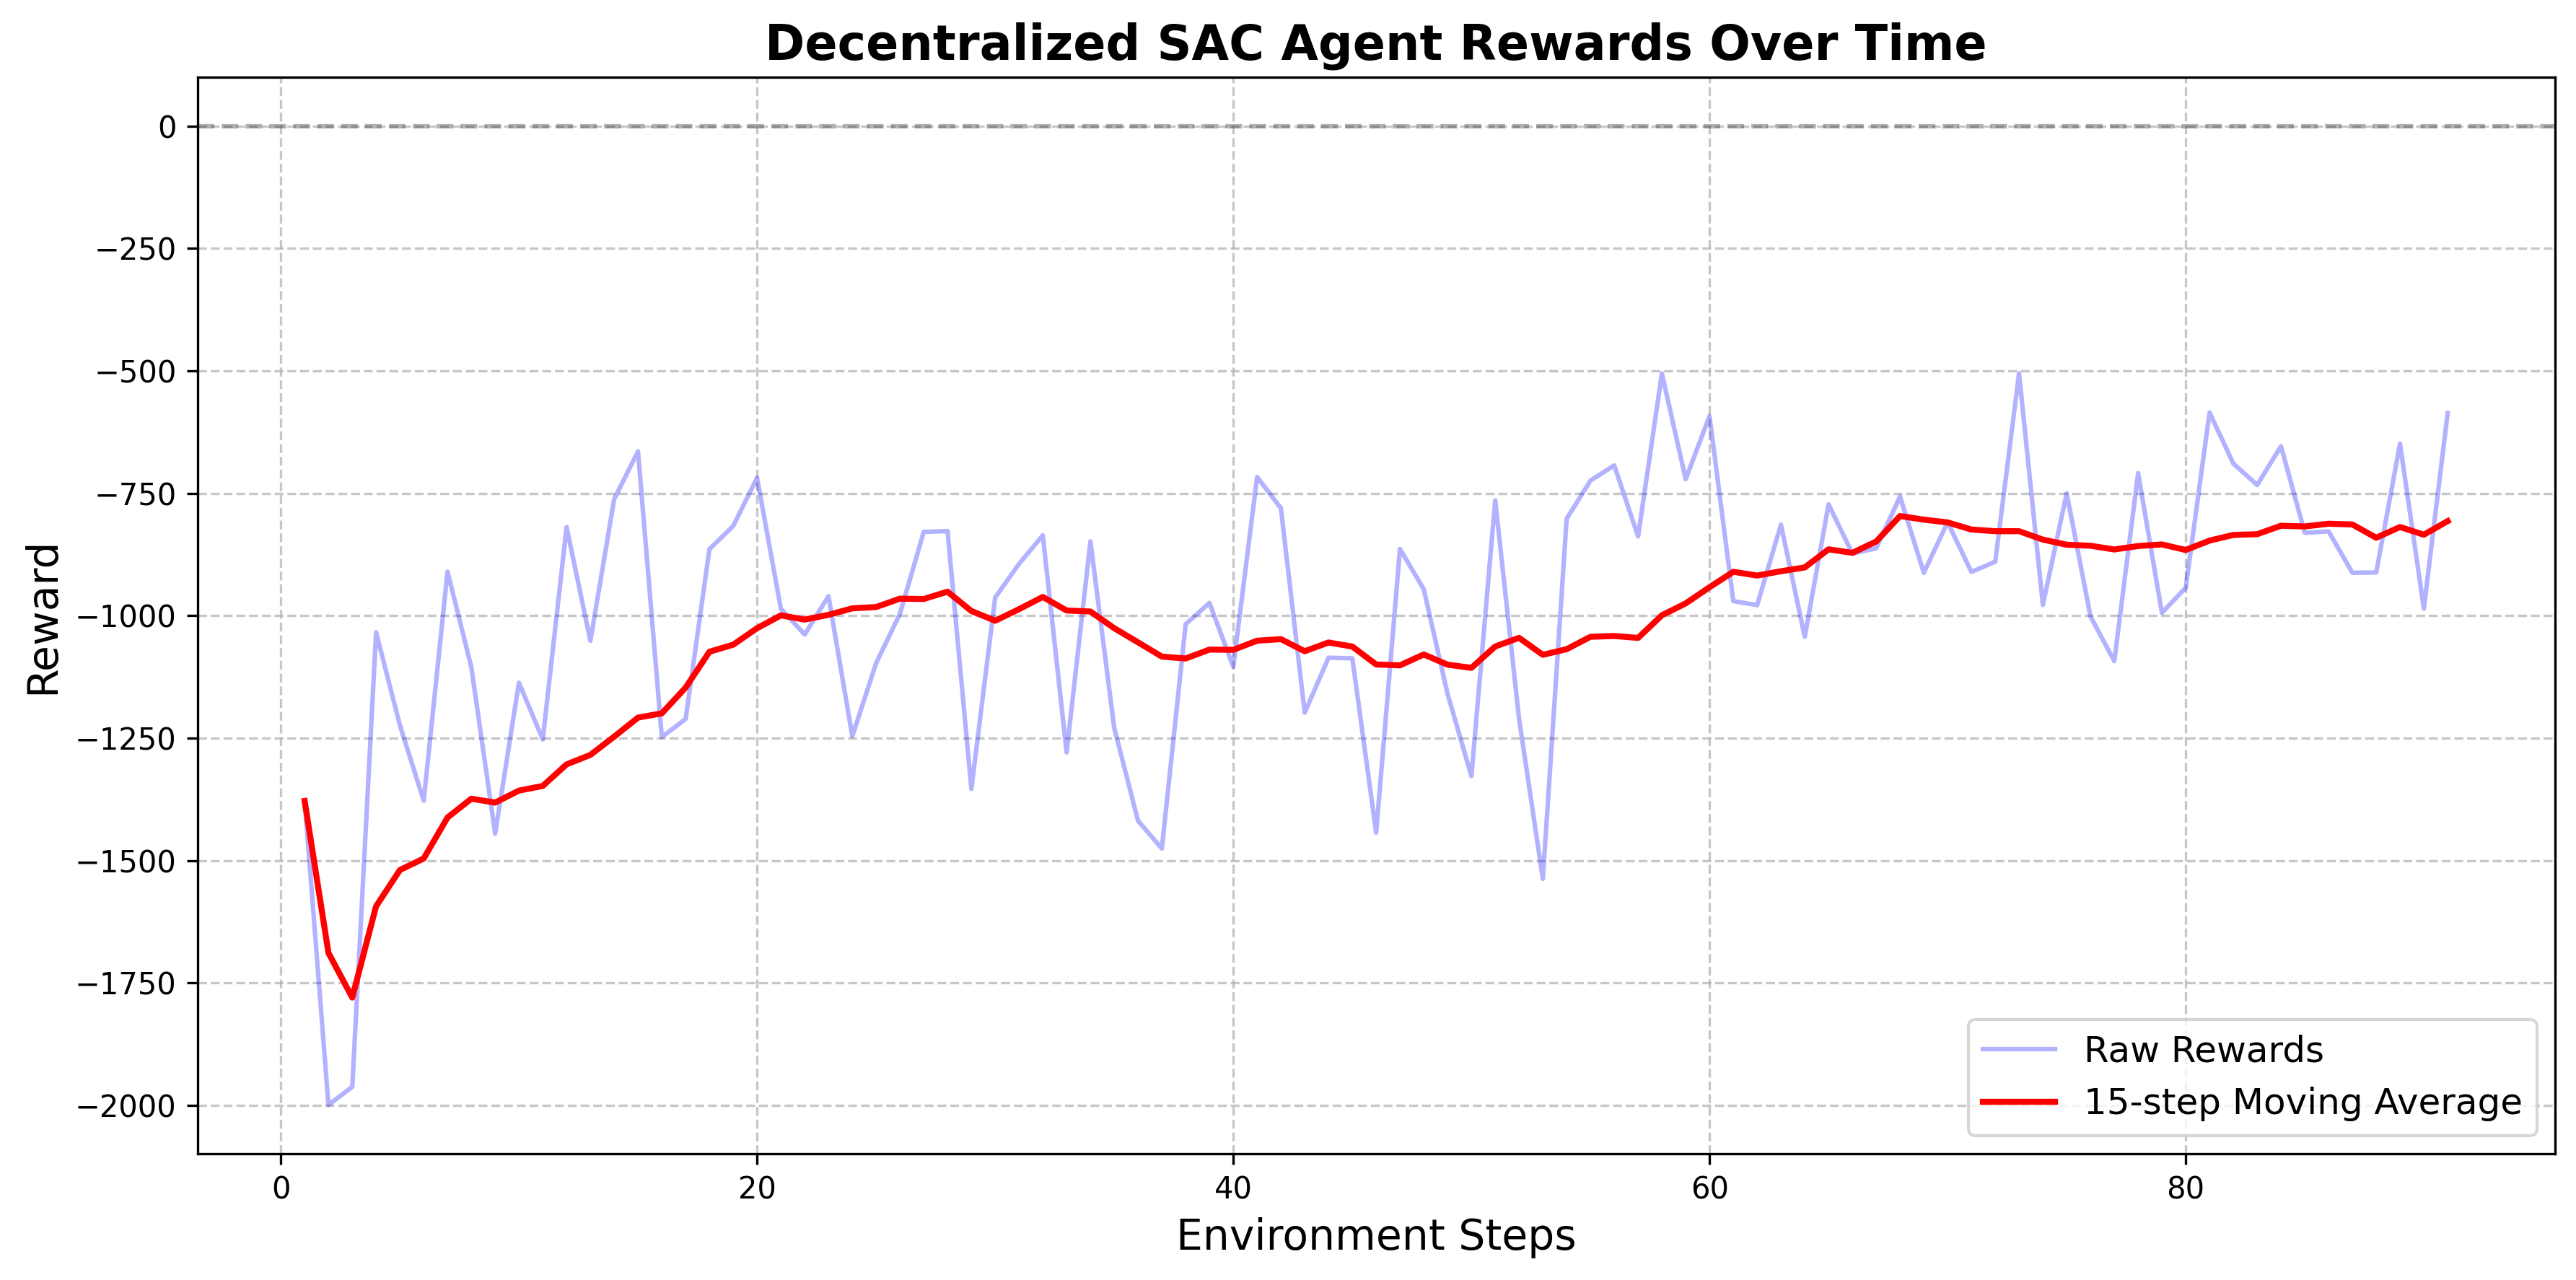 Decentralized SAC Agent Rewards Over Time
0
−250
−500
−750
−1000
−1250
−1500
−1750
−2000
Reward
Raw Rewards
15-step Moving Average
0
20
40
60
80
Environment Steps